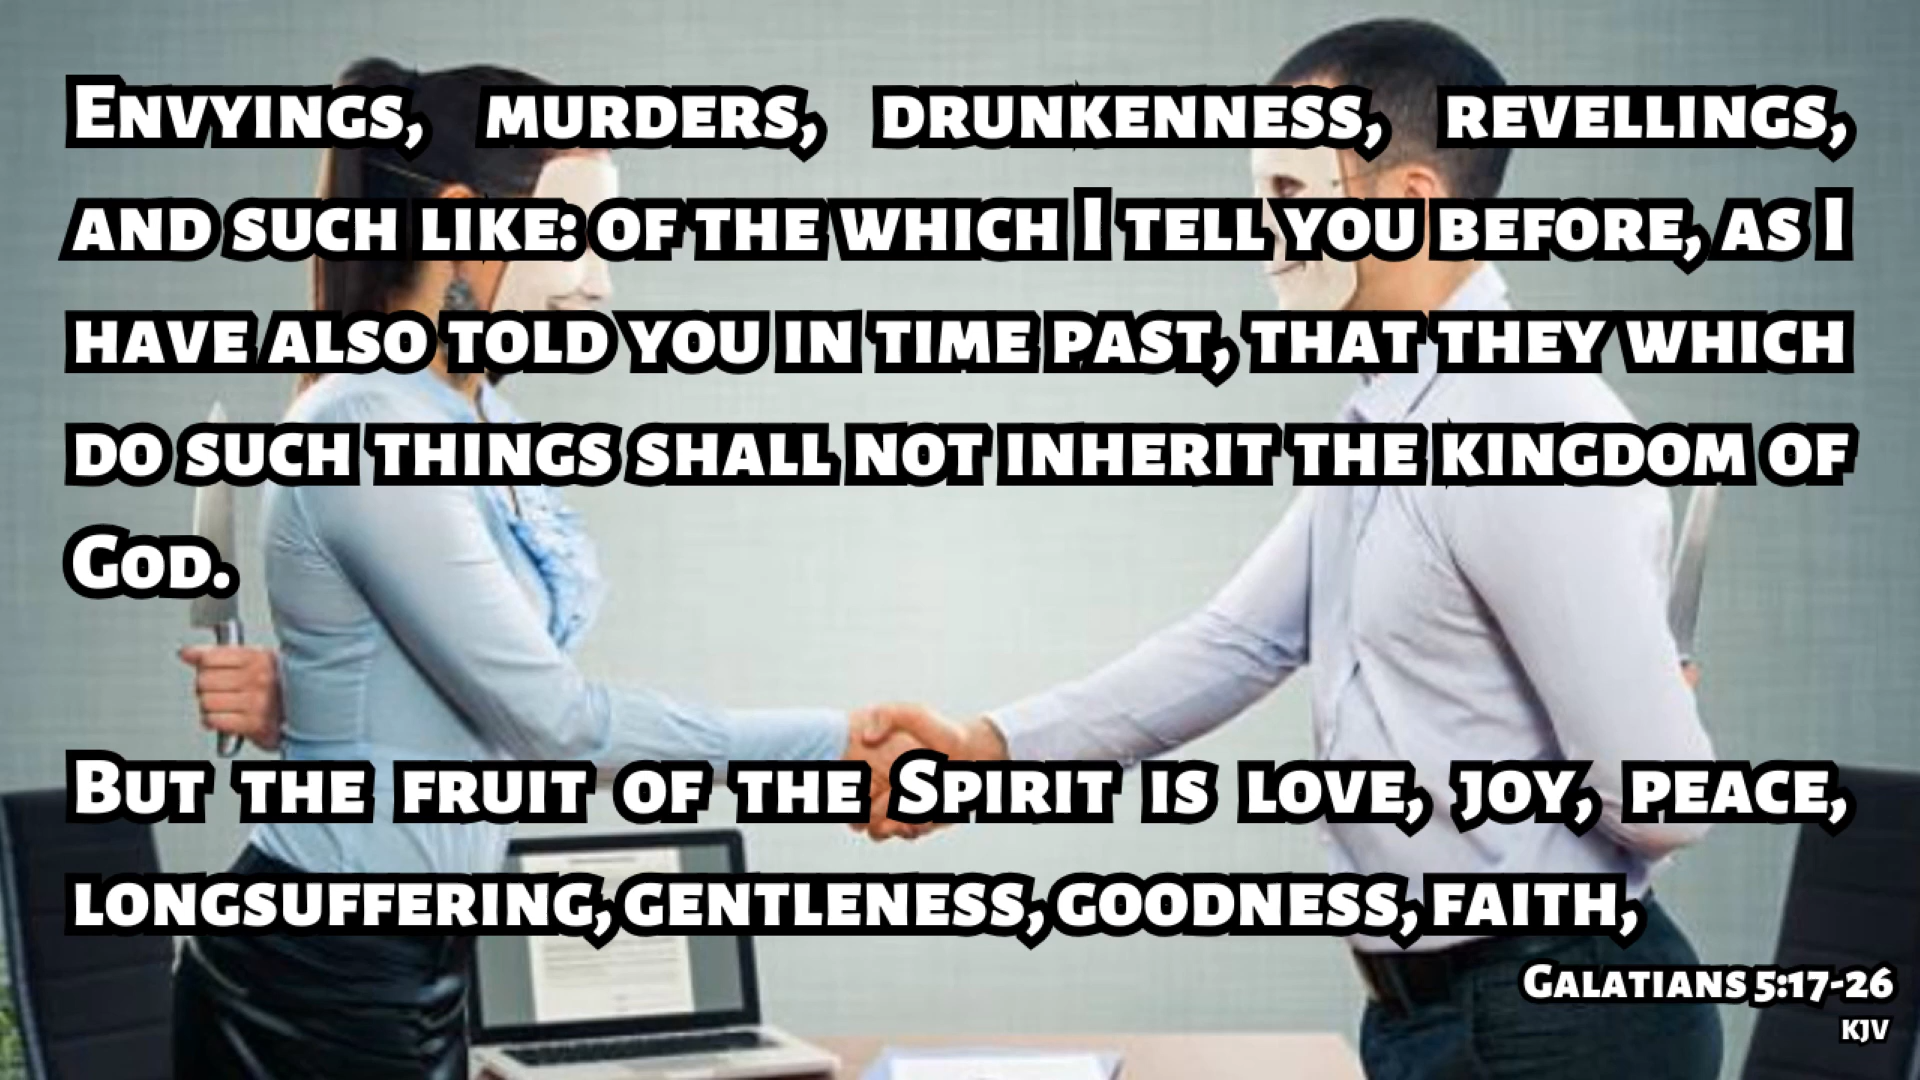 Envyings, murders, drunkenness, revellings,
and such like: of the which I tell you before, as I
have also told you in time past, that they which
do such things shall not inherit the kingdom of
God.
But the fruit of the Spirit is love, joy, peace,
longsuffering, gentleness, goodness, faith,
Galatians 5:17-26
KJV